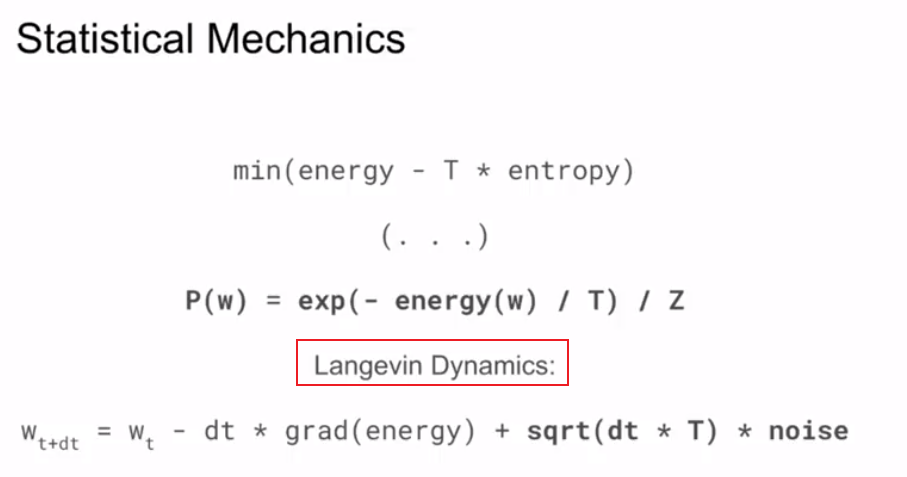 Statistical Mechanics
min(energy - T * entropy)
(. . .)
P(w) = exp(- energy(w) / T) / Z
Langevin Dynamics:
w_{t+dt} = w_t - dt * grad(energy) + sqrt(dt * T) * noise